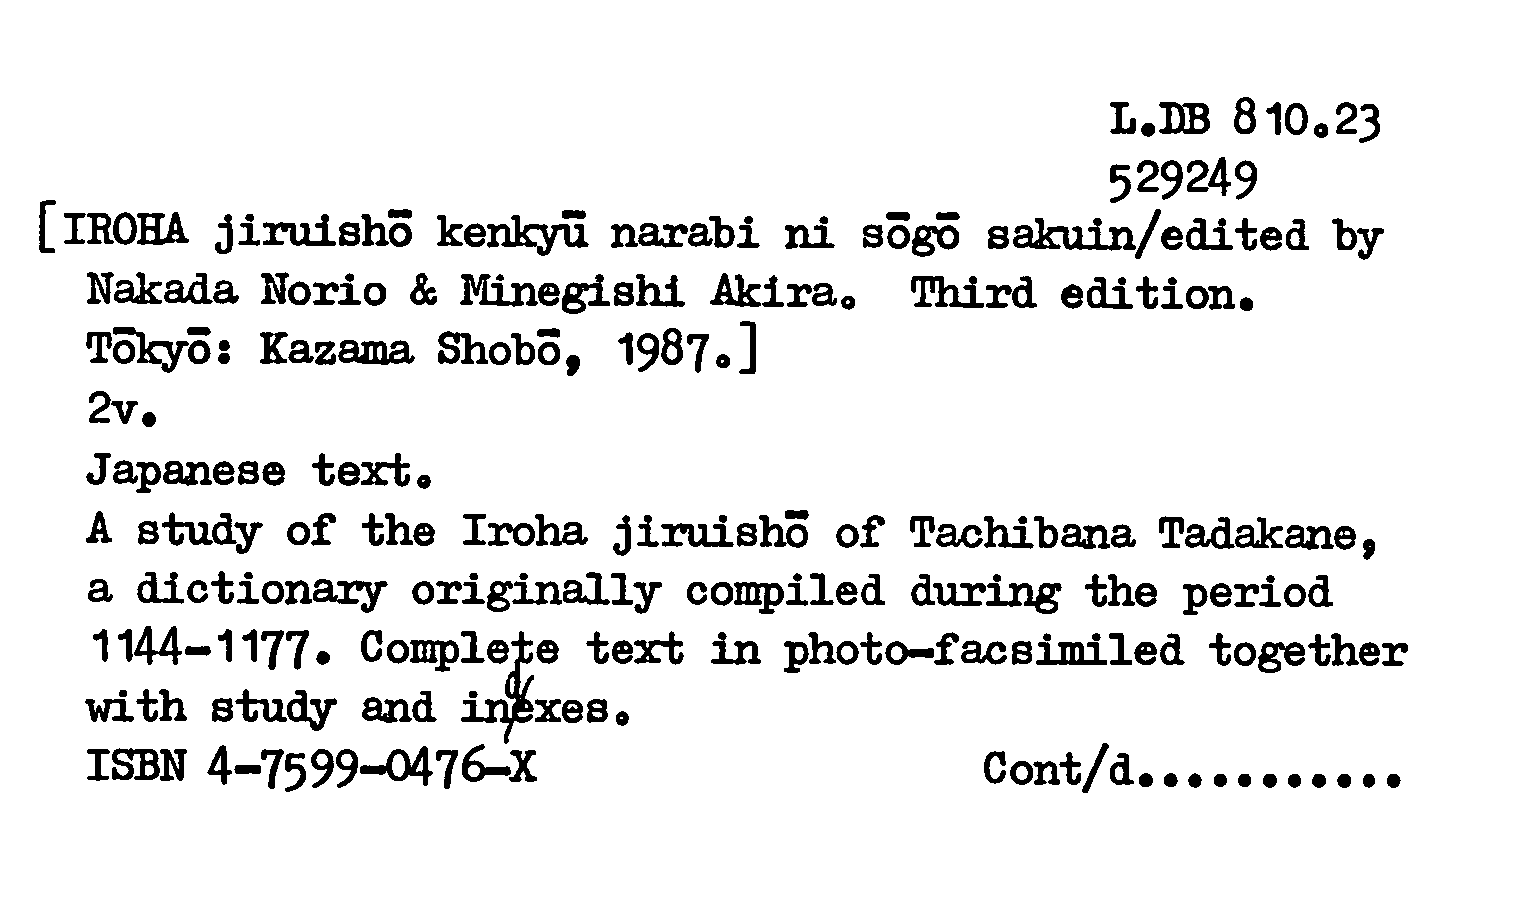 L.DB 810.23
529249
[IROHA jiruishō kenkyū narabi ni sōgō sakuin/edited by
Nakada Norio & Minegishi Akira. Third edition.
Tōkyō: Kazama Shobō, 1987.]
2v.
Japanese text.
A study of the Iroha jiruishō of Tachibana Tadakane,
a dictionary originally compiled during the period
1144-1177. Complete text in photo-facsimiled together
with study and indexes.
ISBN 4-7599-0476-X Cont/d...........